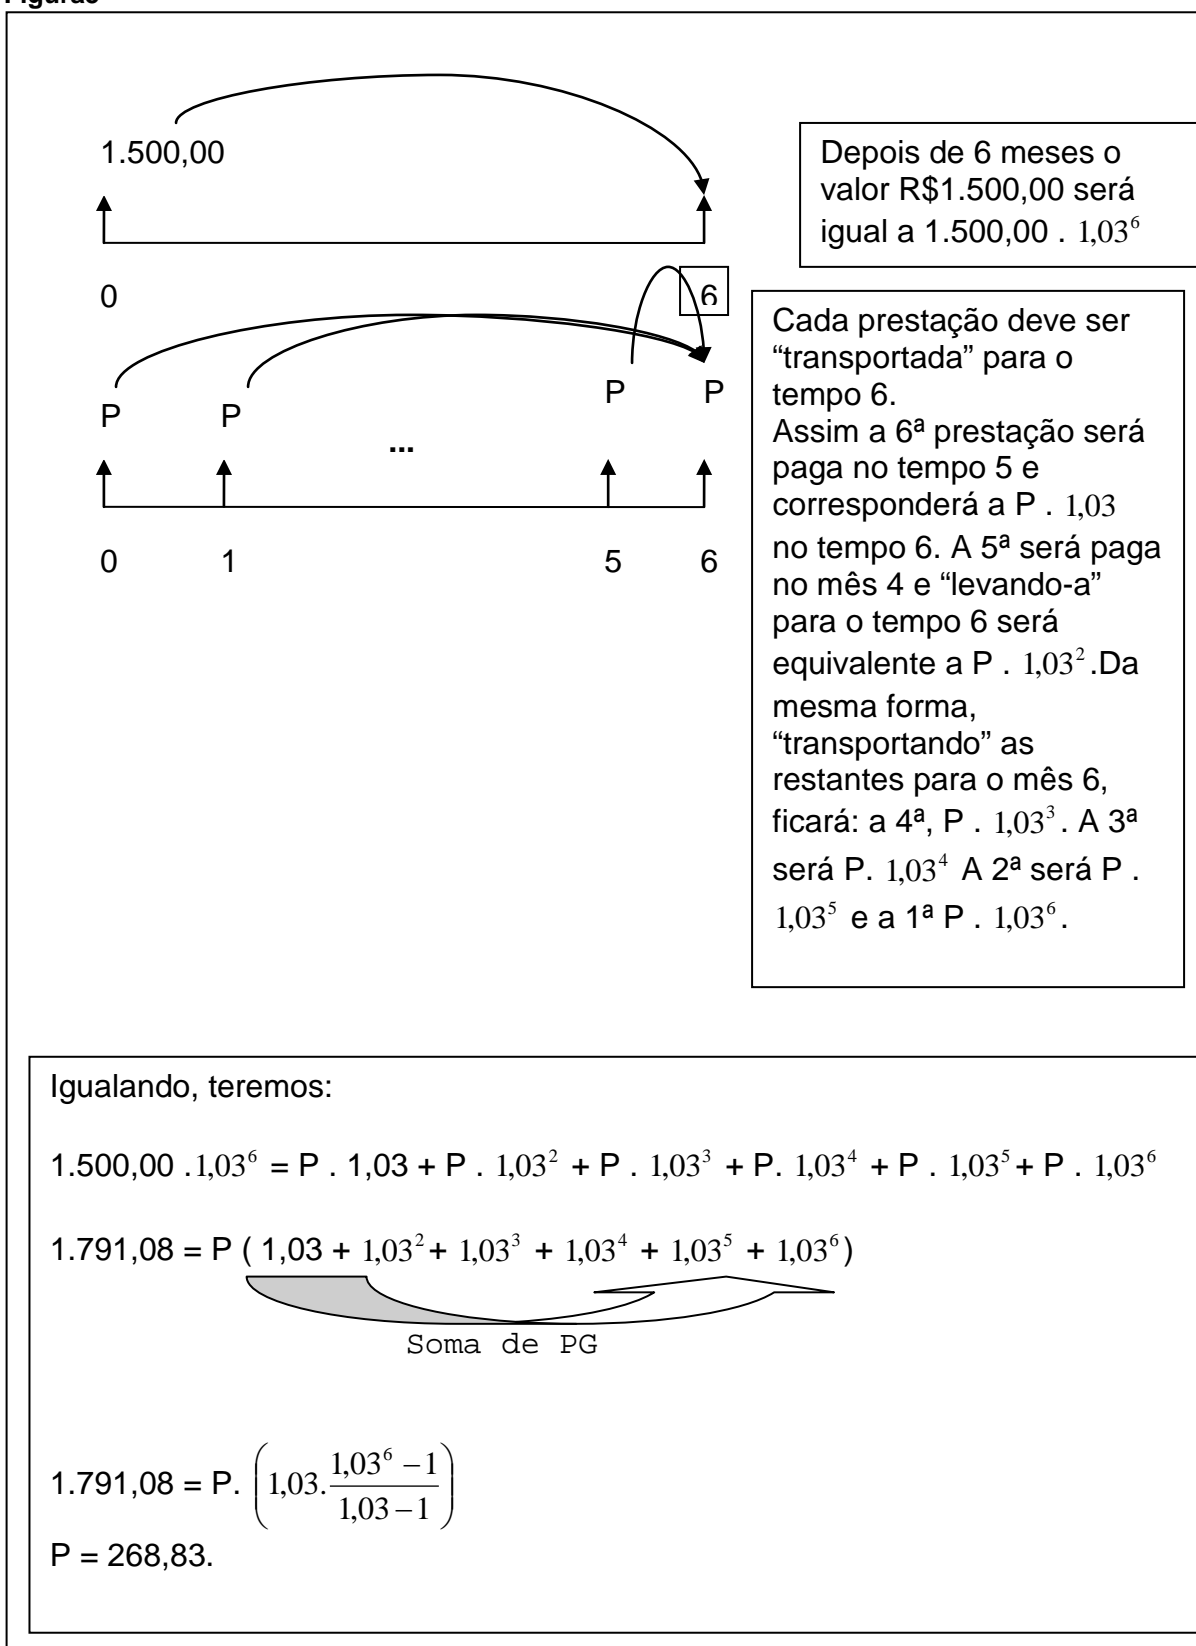 1.500,00
0
6
Depois de 6 meses o
valor R$1.500,00 será
igual a 1.500,00 . 1,03⁶
P
P
...
P
P
0
1
5
6
Cada prestação deve ser
“transportada” para o
tempo 6.
Assim a 6ª prestação será
paga no tempo 5 e
corresponderá a P . 1,03
no tempo 6. A 5ª será paga
no mês 4 e “levando-a”
para o tempo 6 será
equivalente a P . 1,03².Da
mesma forma,
“transportando” as
restantes para o mês 6,
ficará: a 4ª, P . 1,03³. A 3ª
será P. 1,03⁴ A 2ª será P .
1,03⁵ e a 1ª P . 1,03⁶.
Igualando, teremos:
1.500,00 .1,03⁶ = P . 1,03 + P . 1,03² + P . 1,03³ + P. 1,03⁴ + P . 1,03⁵ + P . 1,03⁶
1.791,08 = P ( 1,03 + 1,03² + 1,03³ + 1,03⁴ + 1,03⁵ + 1,03⁶)
Soma de PG
1.791,08 = P. (1,03. (1,03⁶ − 1)/(1,03 − 1))
P = 268,83.